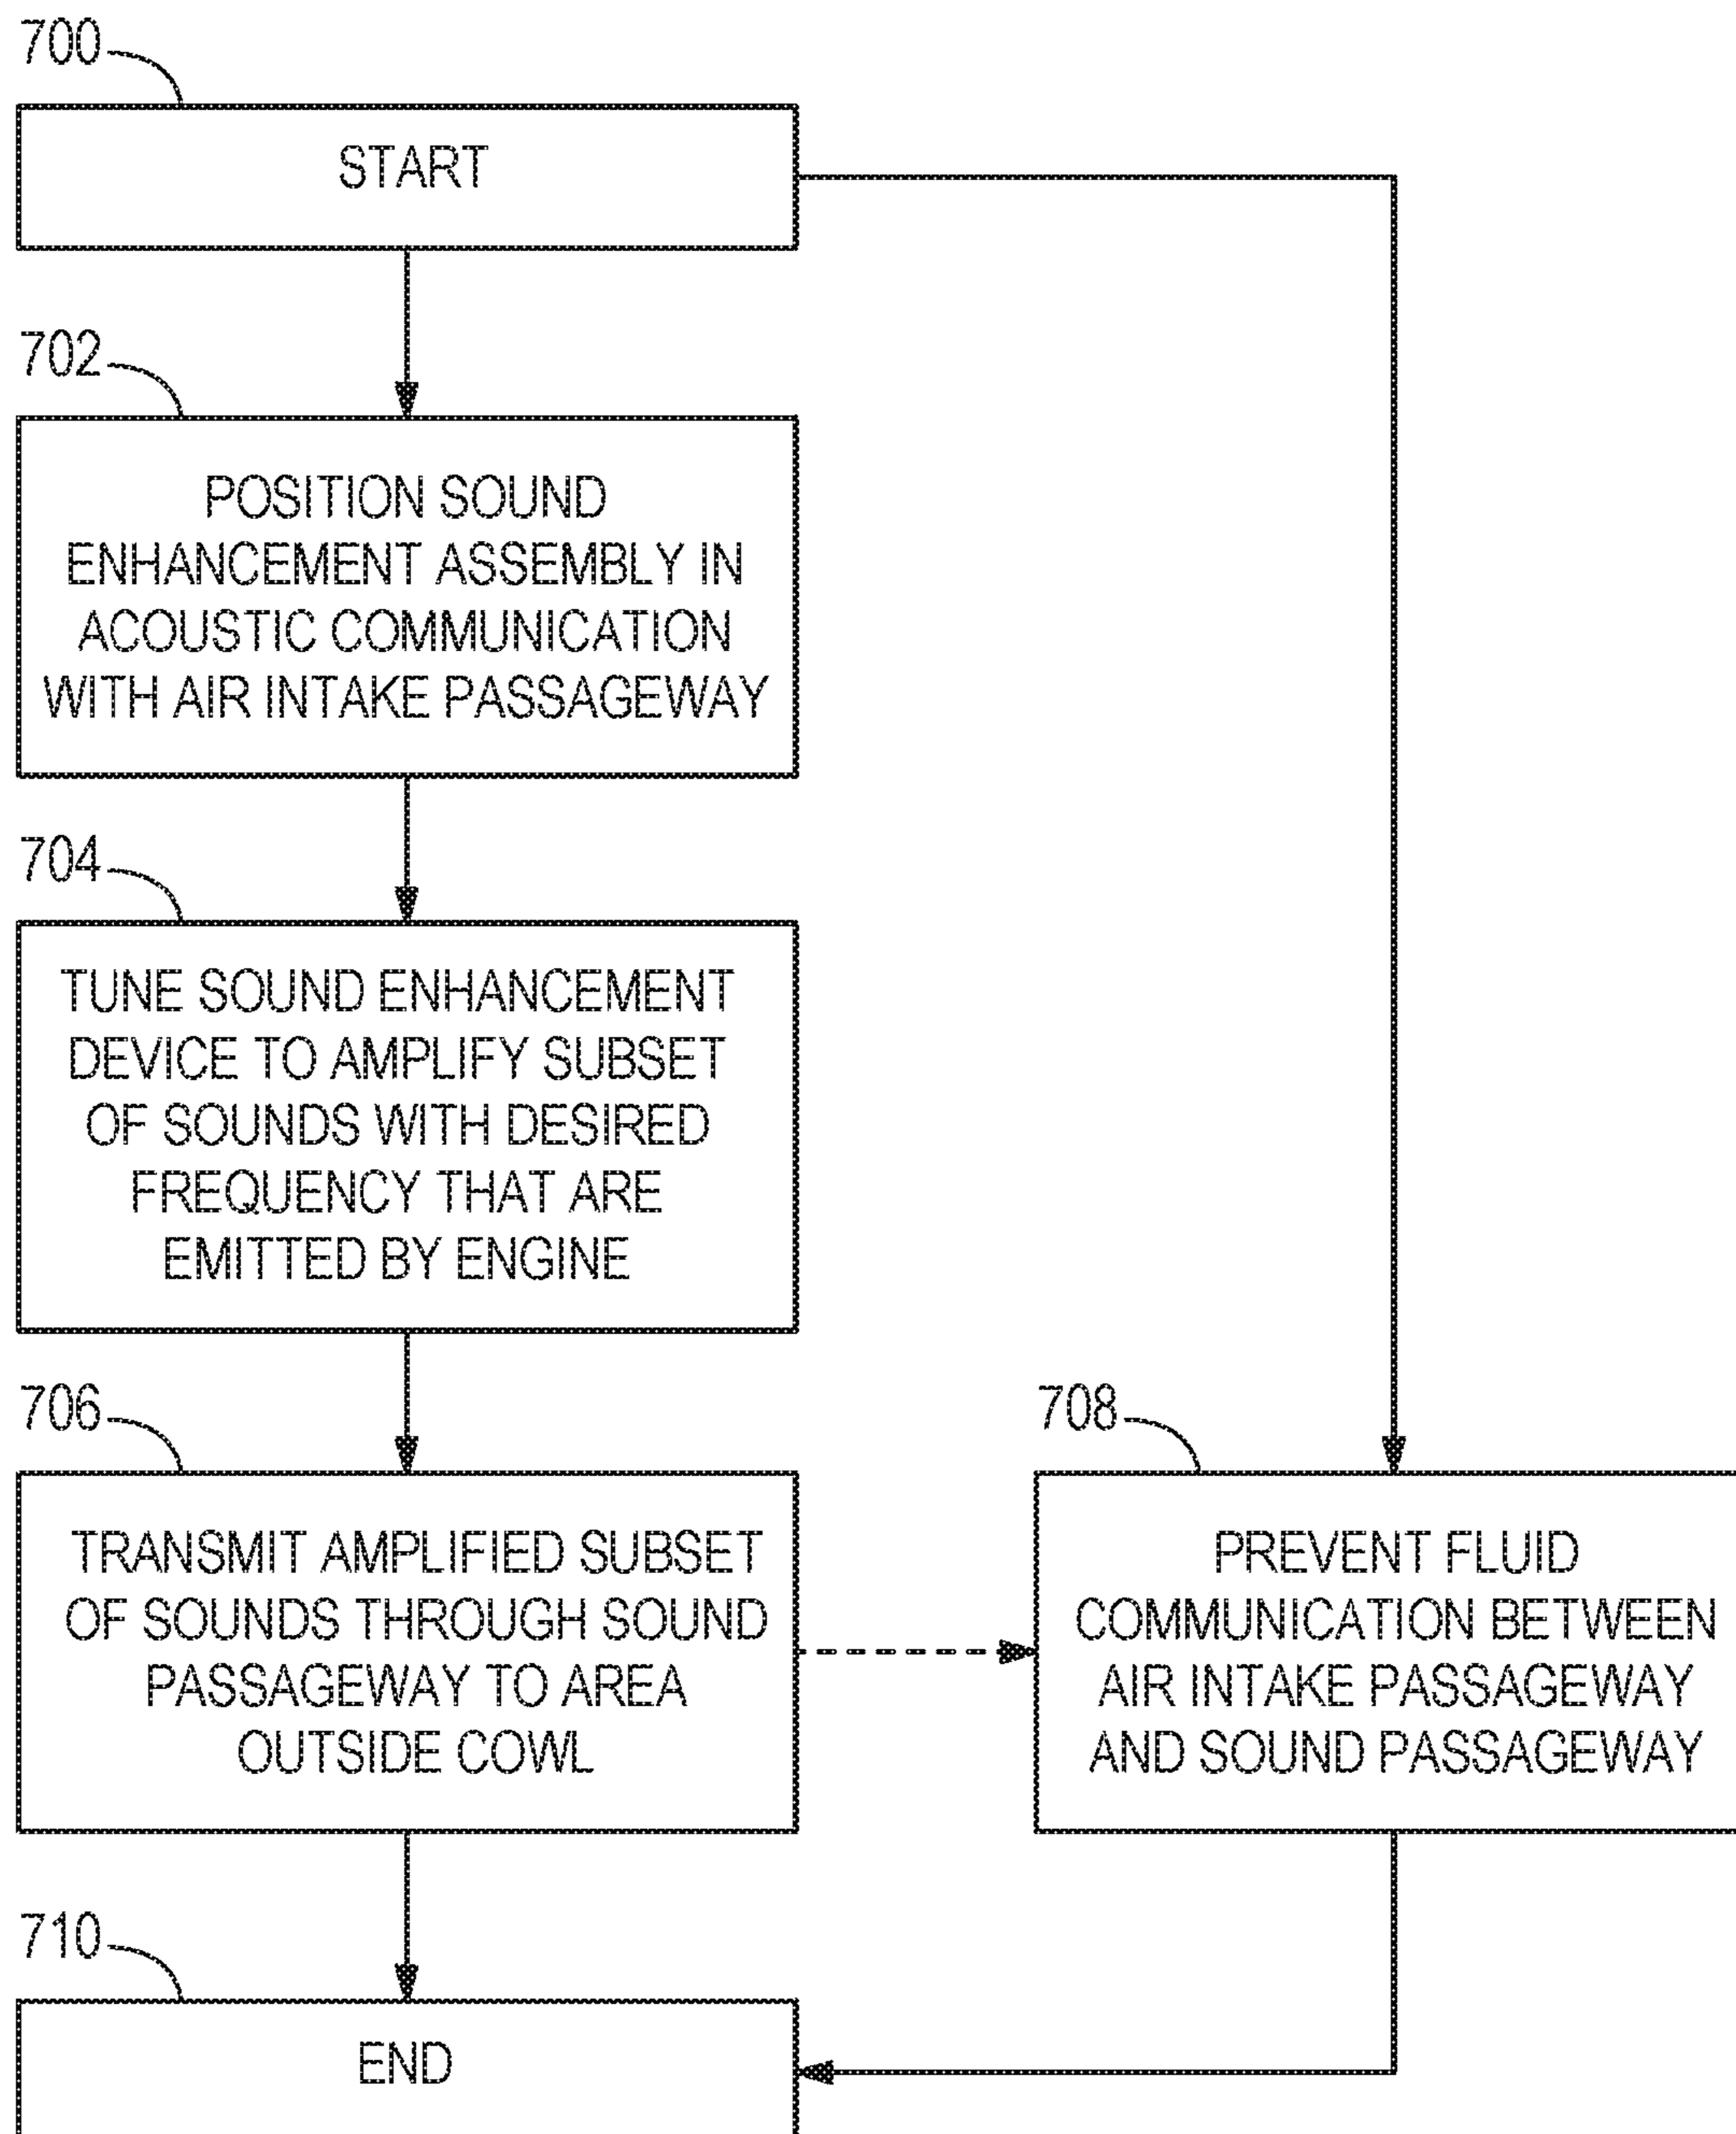 700
START
702
POSITION SOUND
ENHANCEMENT ASSEMBLY IN
ACOUSTIC COMMUNICATION
WITH AIR INTAKE PASSAGEWAY
704
TUNE SOUND ENHANCEMENT
DEVICE TO AMPLIFY SUBSET
OF SOUNDS WITH DESIRED
FREQUENCY THAT ARE
EMITTED BY ENGINE
706
TRANSMIT AMPLIFIED SUBSET
OF SOUNDS THROUGH SOUND
PASSAGEWAY TO AREA
OUTSIDE COWL
708
PREVENT FLUID
COMMUNICATION BETWEEN
AIR INTAKE PASSAGEWAY
AND SOUND PASSAGEWAY
710
END